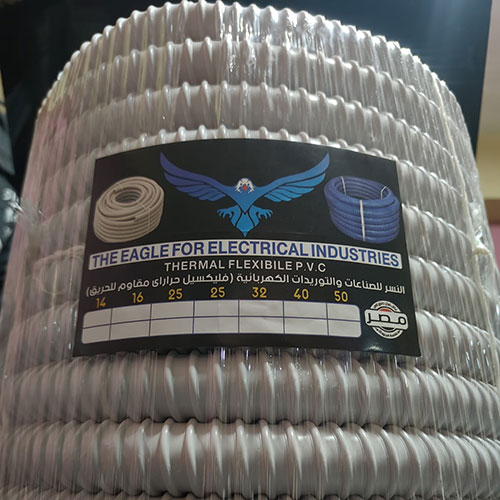 THE EAGLE FOR ELECTRICAL INDUSTRIES
THERMAL FLEXIBILE P.V.C
النسر للصناعات والتوريدات الكهربائية (فليكسيل حراراى مقاوم للحريق)
14 16 25 25 32 40 50
مصر